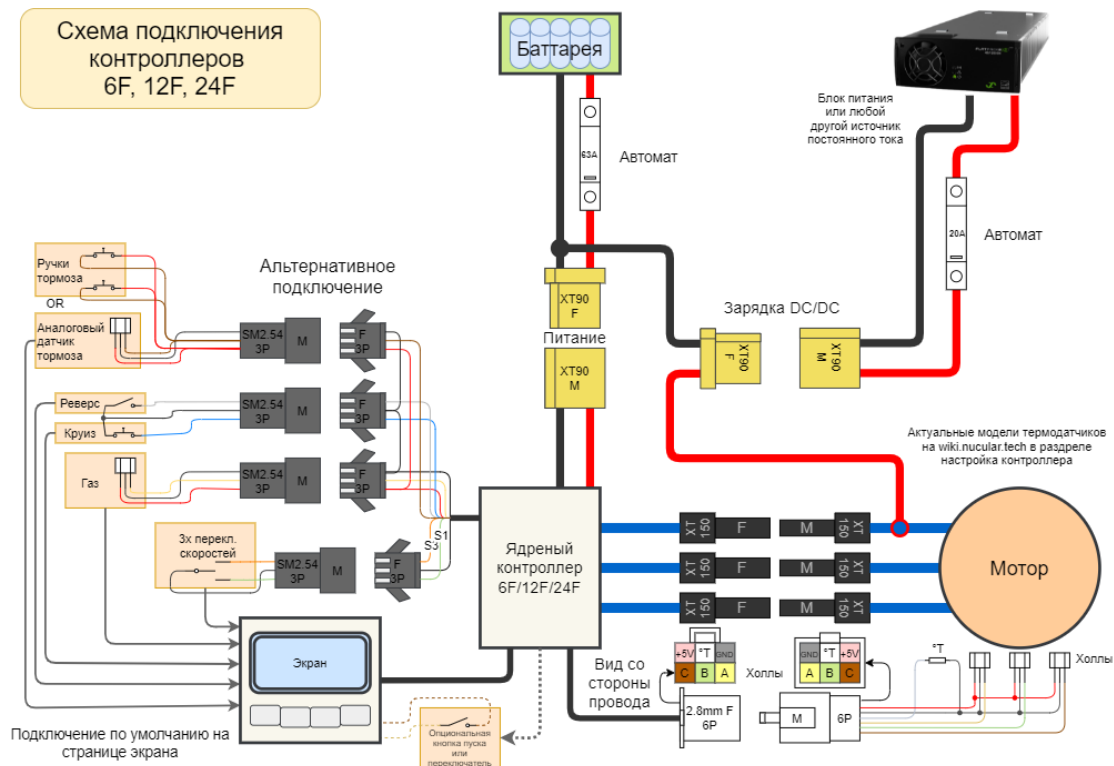 Схема подключения
контроллеров
6F, 12F, 24F
Баттарея
63A
Автомат
Блок питания
или любой
другой источник
постоянного тока
20A
Автомат
Ручки
тормоза
OR
Аналоговый
датчик
тормоза
Альтернативное
подключение
SM2.54
3P
M
F
3P
Реверс
Круиз
SM2.54
3P
M
F
3P
Газ
SM2.54
3P
M
F
3P
3х перекл.
скоростей
SM2.54
3P
M
F
3P
S3
S1
XT90
F
Питание
XT90
M
Зарядка DC/DC
XT90
F
XT90
M
Актуальные модели термодатчиков
на wiki.nucular.tech в разделе
настройка контроллера
Ядреный
контроллер
6F/12F/24F
XT
150
F
M
XT
150
XT
150
F
M
XT
150
XT
150
F
M
XT
150
Мотор
Экран
Вид со
стороны
провода
+5V
°T
GND
C
B
A
Холлы
GND
°T
+5V
A
B
C
°T
Холлы
2.8mm F
6P
M
6P
Подключение по умолчанию на
странице экрана
Опциональная
кнопка пуска
или
переключатель